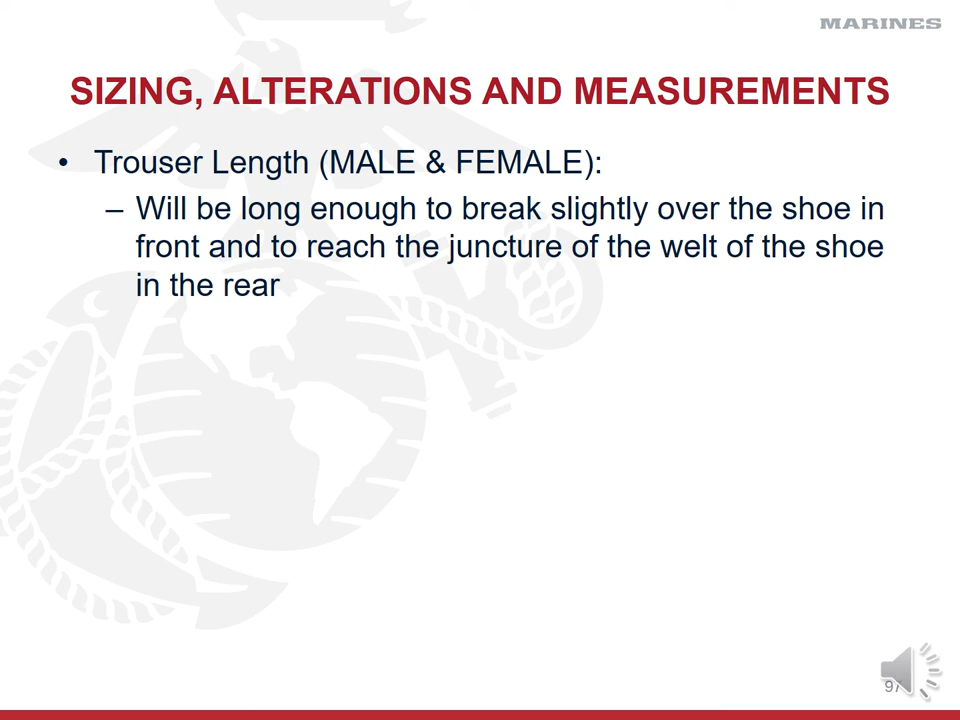 MARINES
SIZING, ALTERATIONS AND MEASUREMENTS
• Trouser Length (MALE & FEMALE):
– Will be long enough to break slightly over the shoe in
front and to reach the juncture of the welt of the shoe
in the rear
97